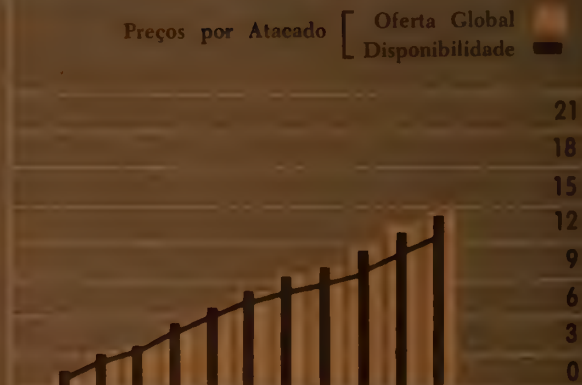 Preços por Atacado
Oferta Global
Disponibilidade
21
18
15
12
9
6
3
0